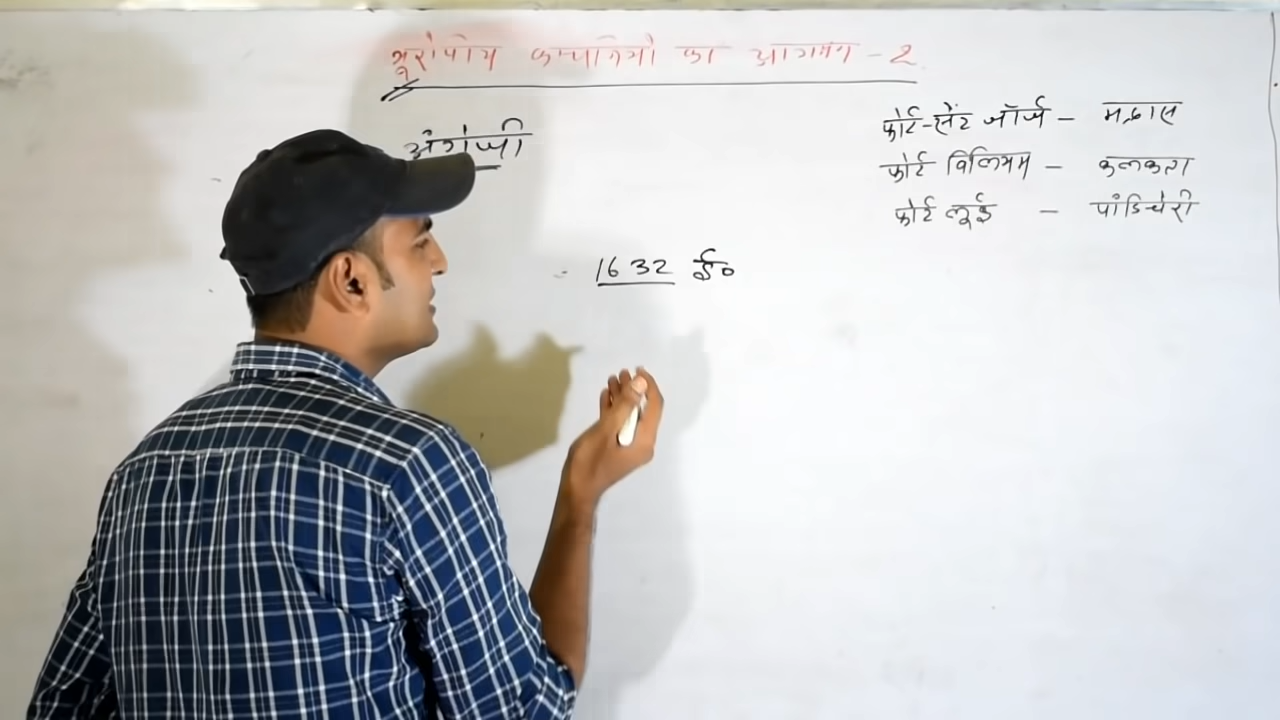 यूरोपीय कम्पनियो का आगमन - 2
अंग्रेजी
फोर्ट-सेंट जॉर्ज - मद्रास
फोर्ट विलियम - कलकत्ता
फोर्ट लूई - पांडिचेरी
1632 ई०